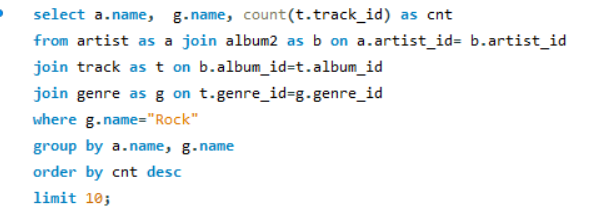 select a.name,  g.name, count(t.track_id) as cnt
from artist as a join album2 as b on a.artist_id= b.artist_id
join track as t on b.album_id=t.album_id
join genre as g on t.genre_id=g.genre_id
where g.name="Rock"
group by a.name, g.name
order by cnt desc
limit 10;